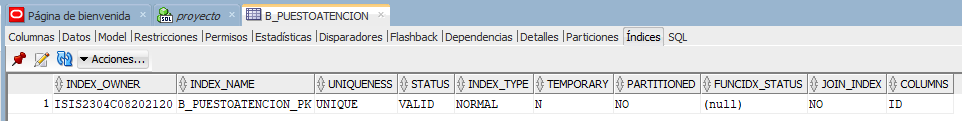 Página de bienvenida proyecto B_PUESTOATENCION
Columnas Datos Model Restricciones Permisos Estadísticas Disparadores Flashback Dependencias Detalles Particiones Índices SQL
Acciones...
INDEX_OWNER INDEX_NAME UNIQUENESS STATUS INDEX_TYPE TEMPORARY PARTITIONED FUNCIDX_STATUS JOIN_INDEX COLUMNS
1 ISIS2304C08202120 B_PUESTOATENCION_PK UNIQUE VALID NORMAL N NO (null) NO ID